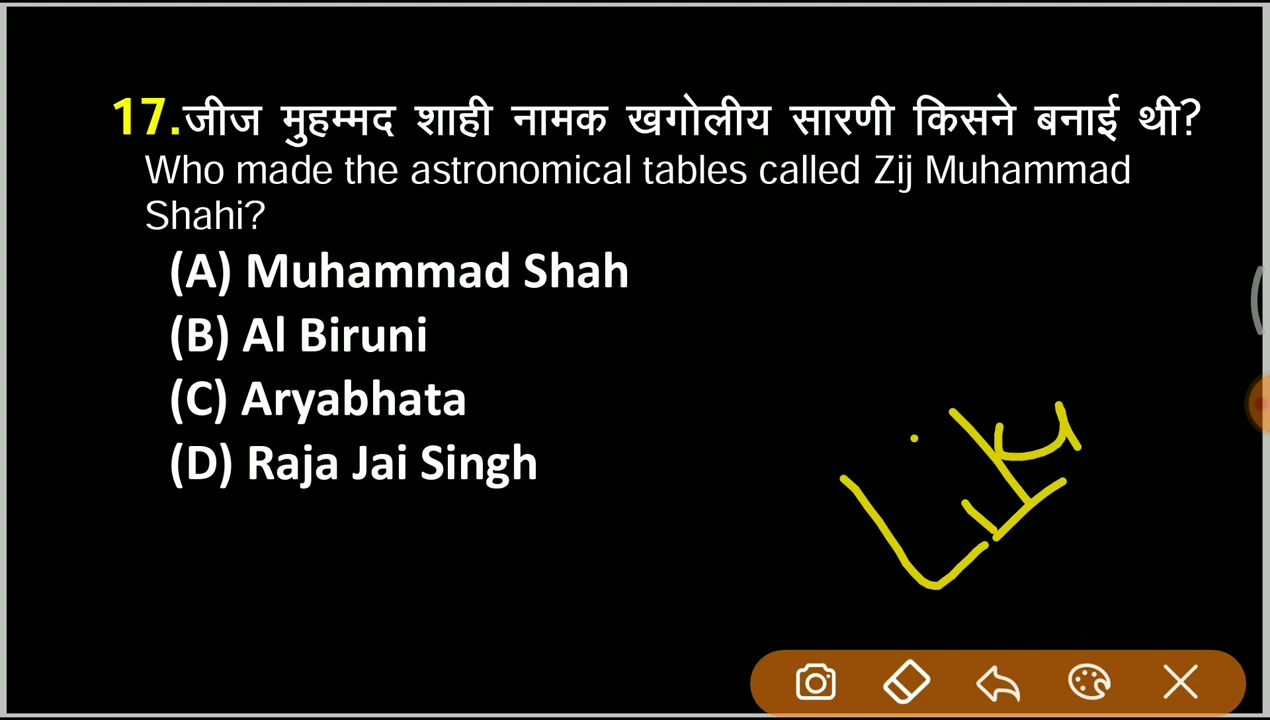 17.जीज मुहम्मद शाही नामक खगोलीय सारणी किसने बनाई थी?
Who made the astronomical tables called Zij Muhammad
Shahi?
(A) Muhammad Shah
(B) Al Biruni
(C) Aryabhata
(D) Raja Jai Singh